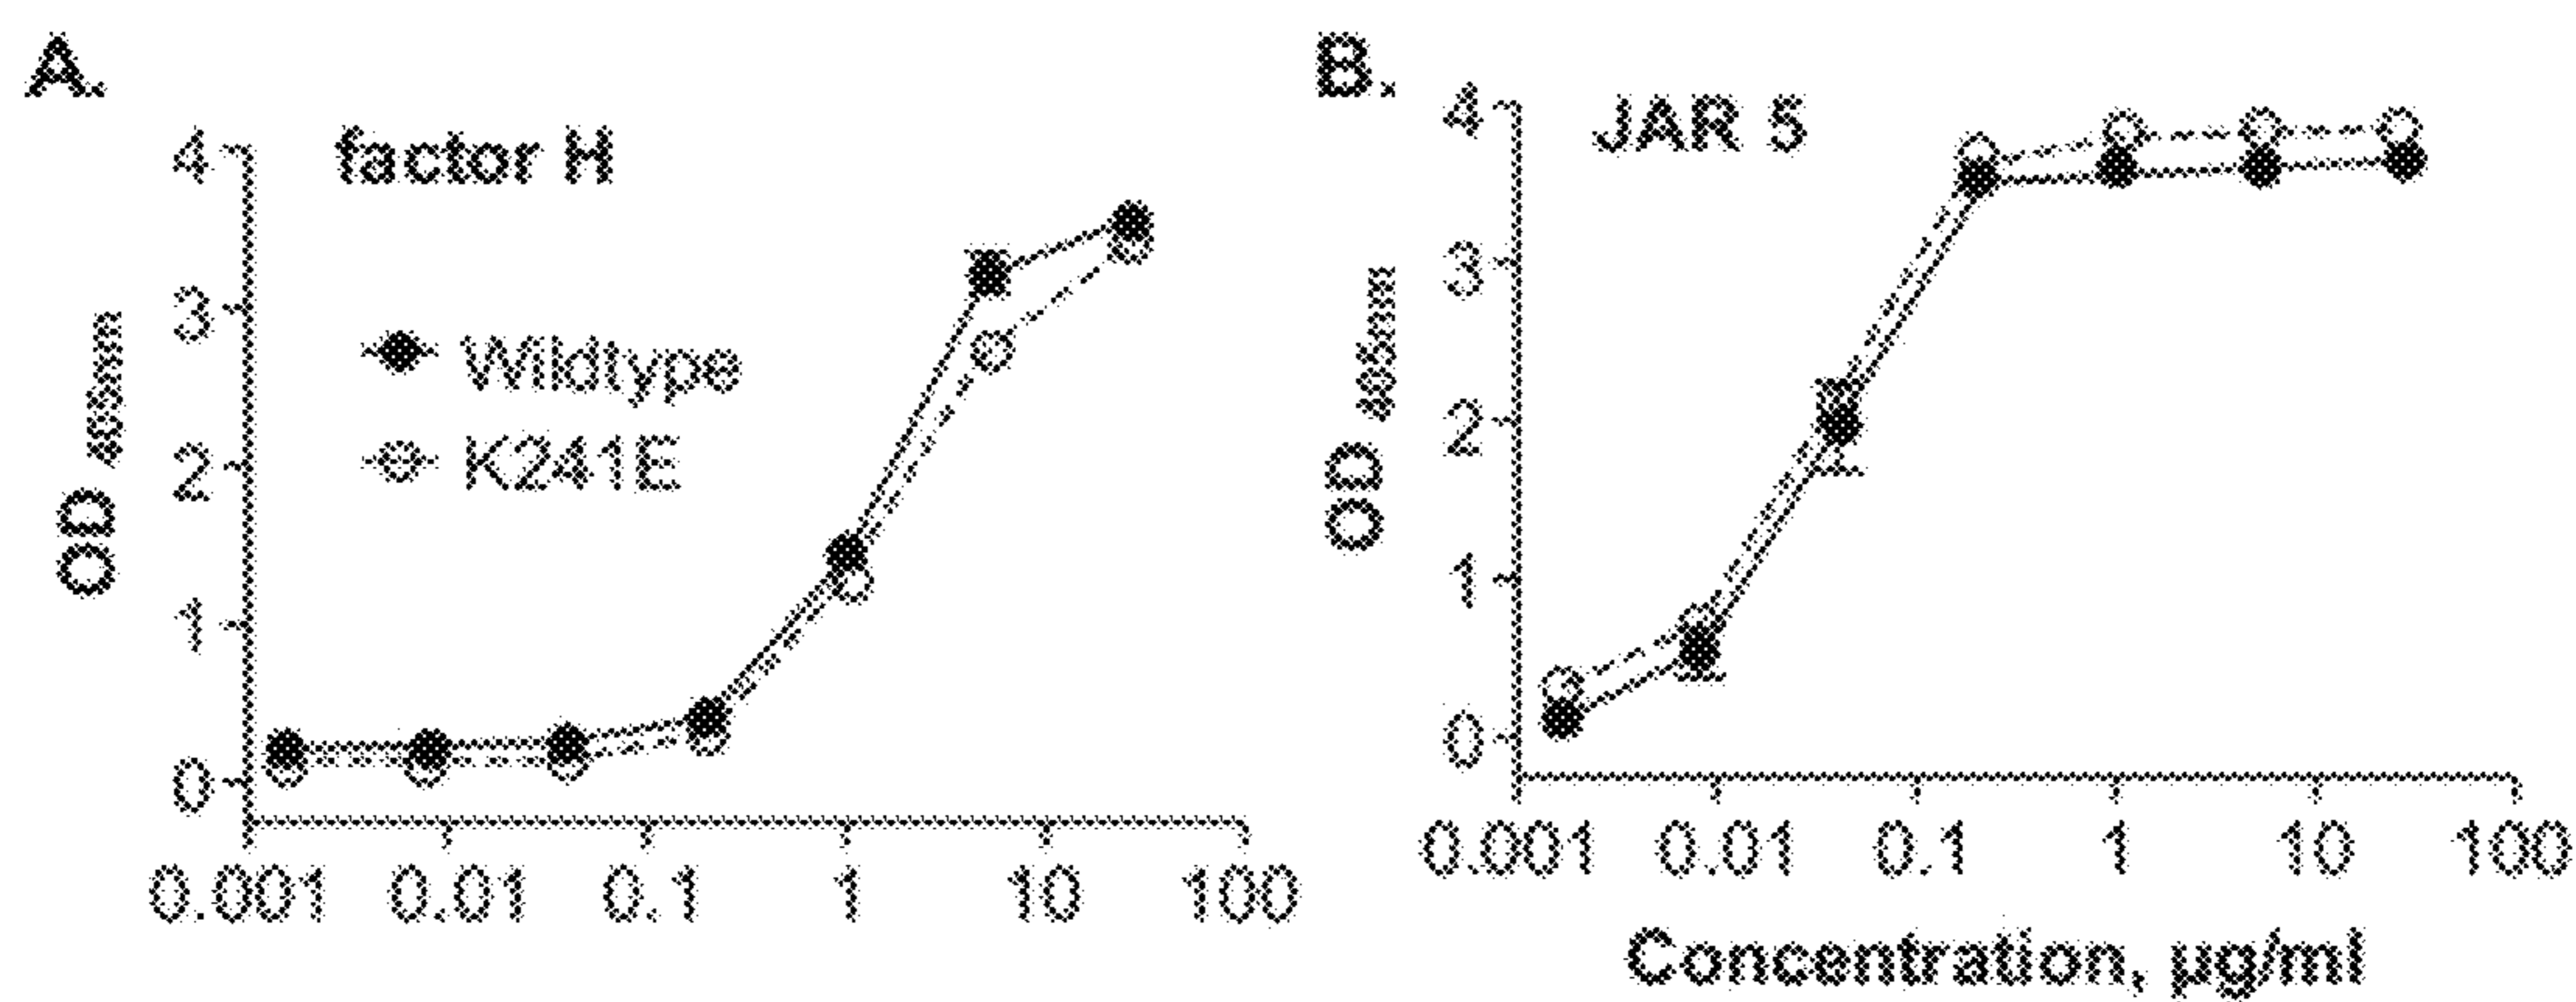 A.
factor H
4
3
2
1
0
OD 405nm
Wildtype
K241E
0.001 0.01 0.1 1 10 100
B.
JAR 5
4
3
2
1
0
OD 405nm
0.001 0.01 0.1 1 10 100
Concentration, µg/ml